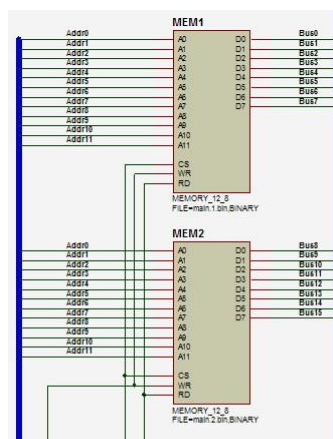 MEM1
Addr0 A0 D0 Bus0
Addr1 A1 D1 Bus1
Addr2 A2 D2 Bus2
Addr3 A3 D3 Bus3
Addr4 A4 D4 Bus4
Addr5 A5 D5 Bus5
Addr6 A6 D6 Bus6
Addr7 A7 D7 Bus7
Addr8 A8
Addr9 A9
Addr10 A10
Addr11 A11
CS
WR
RD
MEMORY_12_8
FILE=main.1.bin,BINARY
MEM2
Addr0 A0 D0 Bus8
Addr1 A1 D1 Bus9
Addr2 A2 D2 Bus10
Addr3 A3 D3 Bus11
Addr4 A4 D4 Bus12
Addr5 A5 D5 Bus13
Addr6 A6 D6 Bus14
Addr7 A7 D7 Bus15
Addr8 A8
Addr9 A9
Addr10 A10
Addr11 A11
CS
WR
RD
MEMORY_12_8
FILE=main.2.bin,BINARY